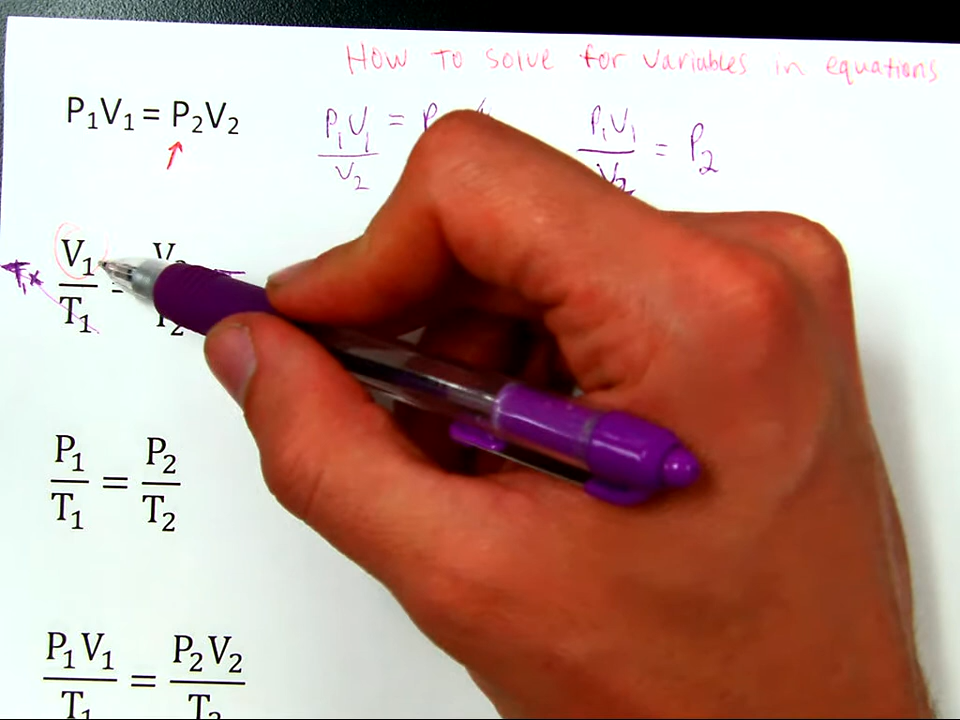 How to solve for variables in equations
P₁V₁ = P₂V₂
P₁V₁ =
V₂
P₁V₁ = P₂
V₂
V₁
T₁ x
T₁
P₁ = P₂
T₁ T₂
P₁V₁ = P₂V₂
T₁